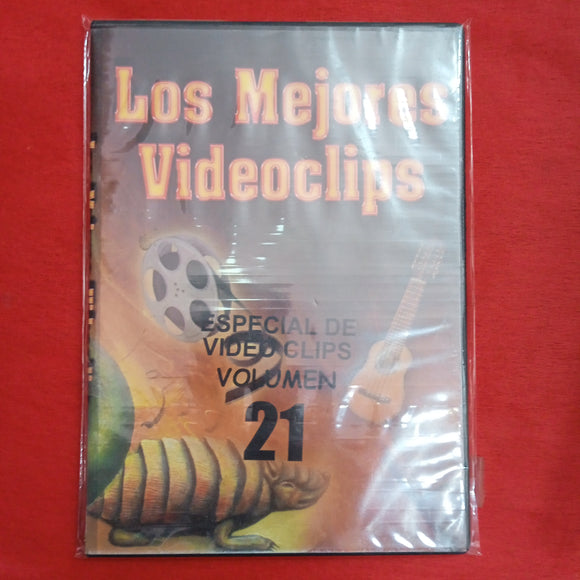 Los Mejores
Videoclips
ESPECIAL DE
VIDEO CLIPS
VOLUMEN
21